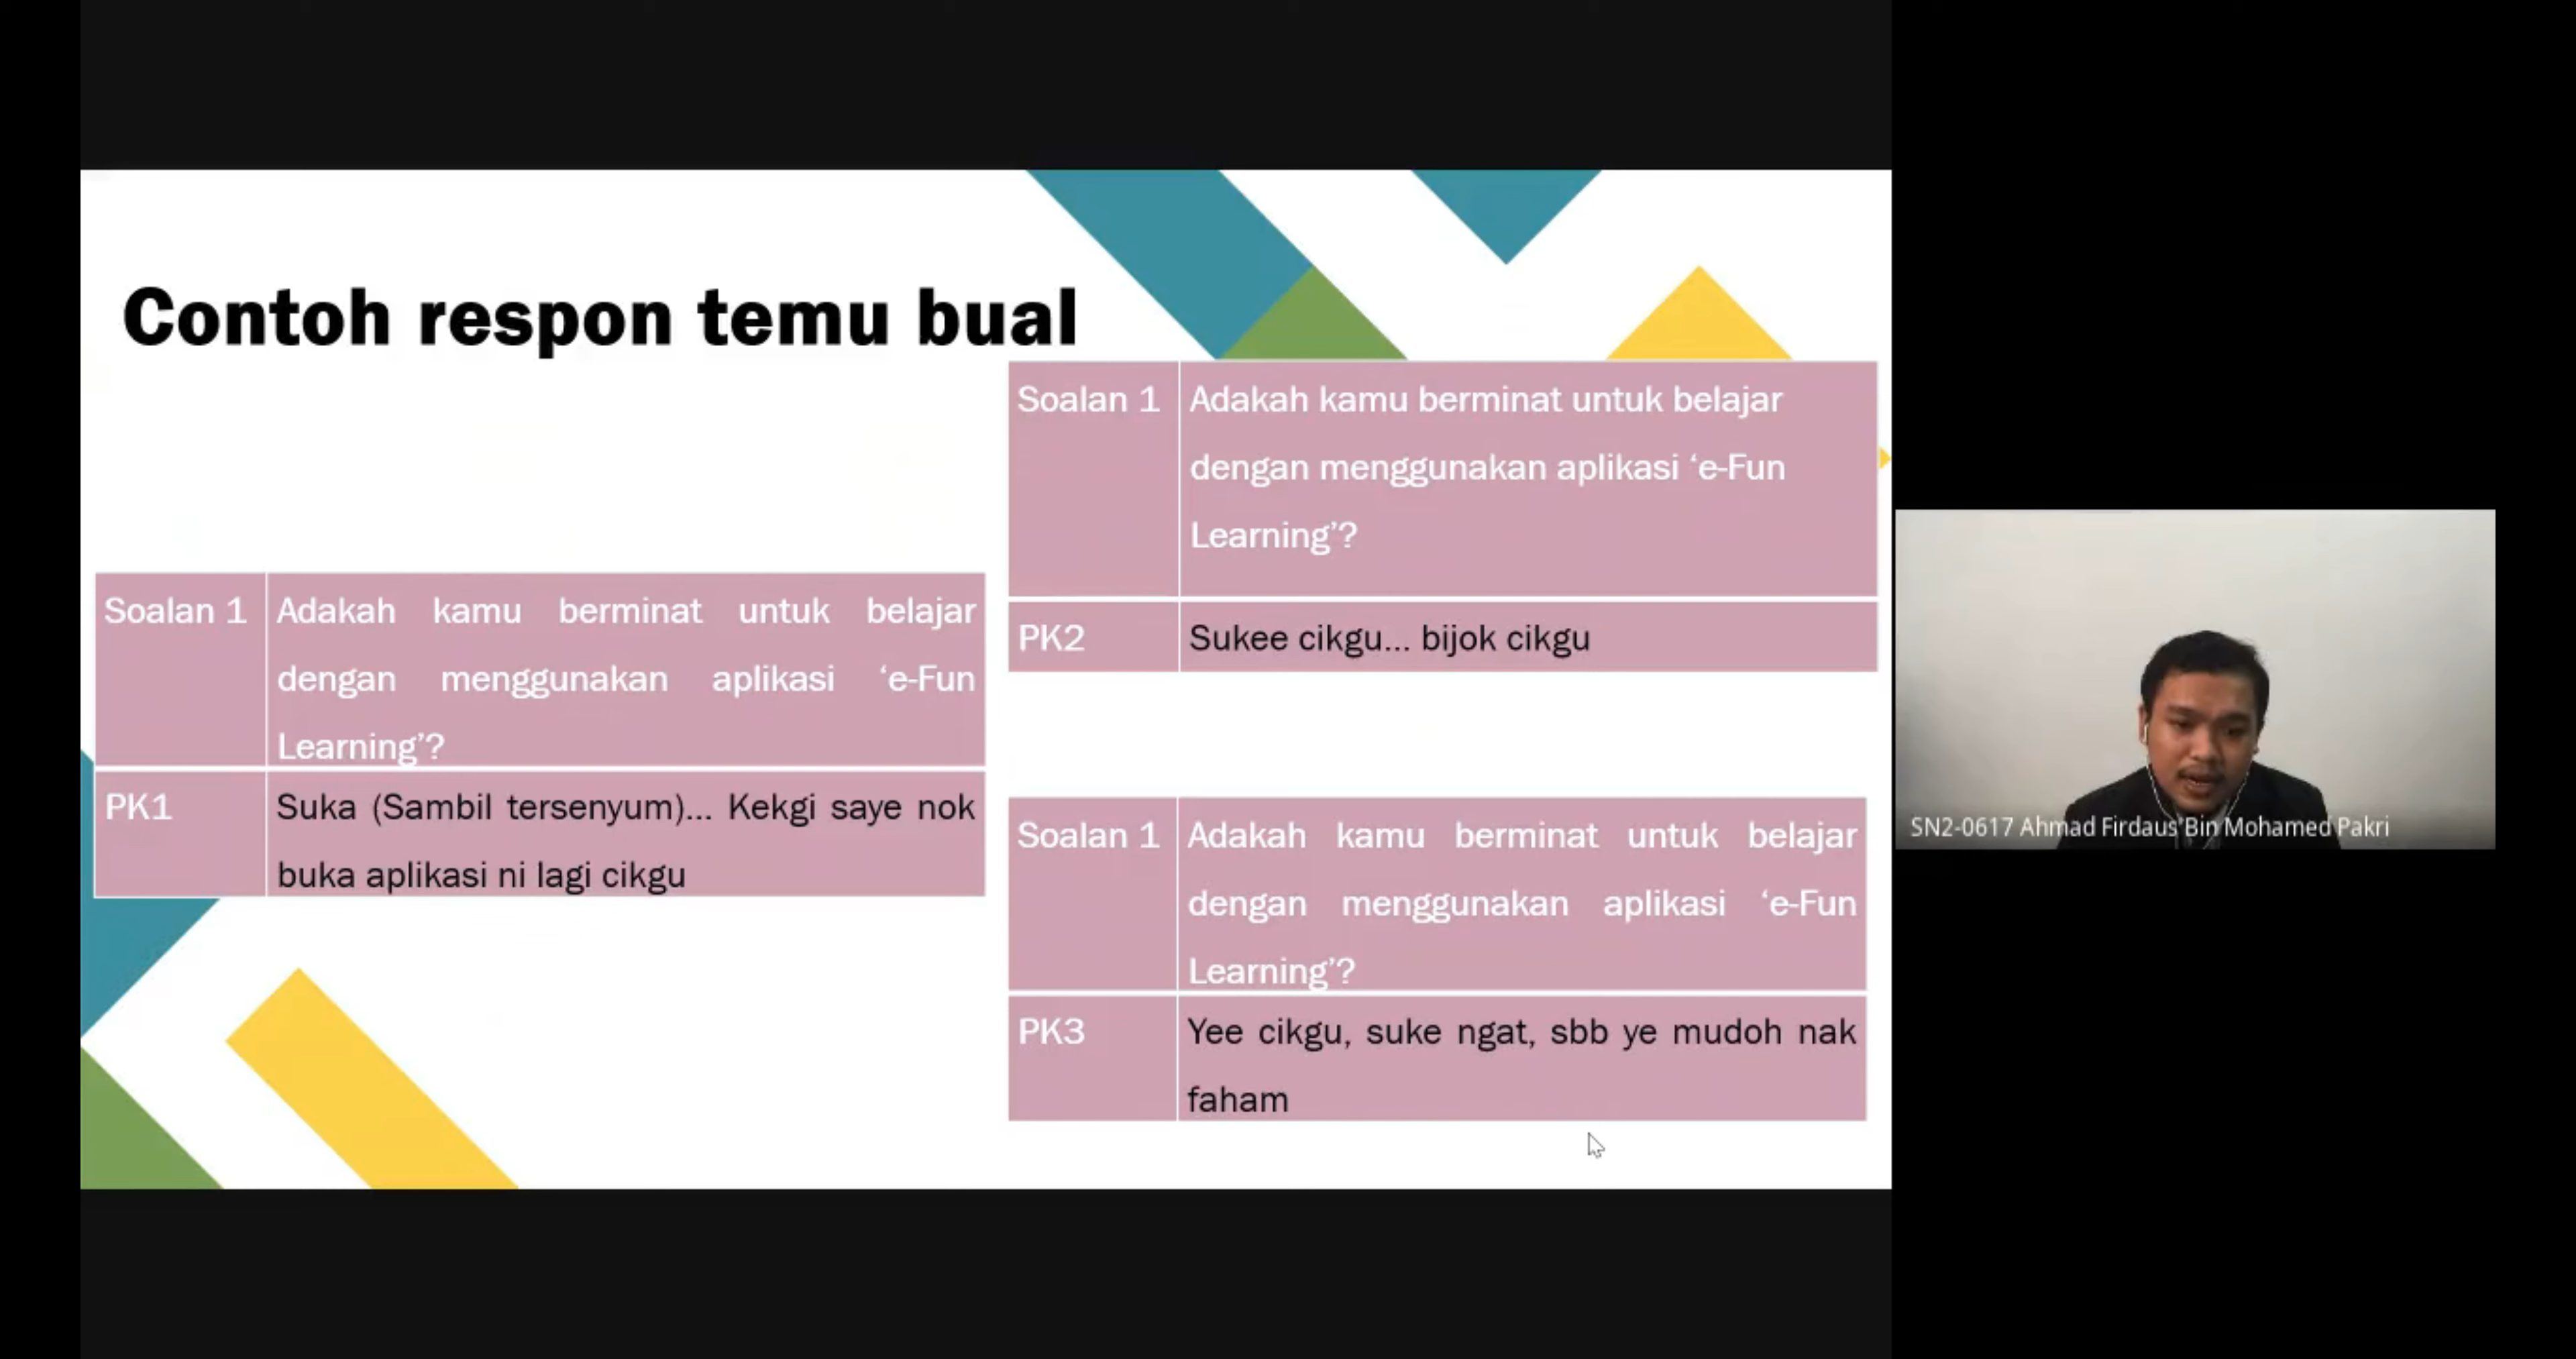 Contoh respon temu bual
Soalan 1
Adakah kamu berminat untuk belajar
dengan menggunakan aplikasi ‘e-Fun
Learning’?
PK1
Suka (Sambil tersenyum)... Kekgi saye nok
buka aplikasi ni lagi cikgu
Soalan 1
Adakah kamu berminat untuk belajar
dengan menggunakan aplikasi ‘e-Fun
Learning’?
PK2
Sukee cikgu... bijok cikgu
Soalan 1
Adakah kamu berminat untuk belajar
dengan menggunakan aplikasi ‘e-Fun
Learning’?
PK3
Yee cikgu, suke ngat, sbb ye mudoh nak
faham
SN2-0617 Ahmad Firdaus Bin Mohamed Pakri